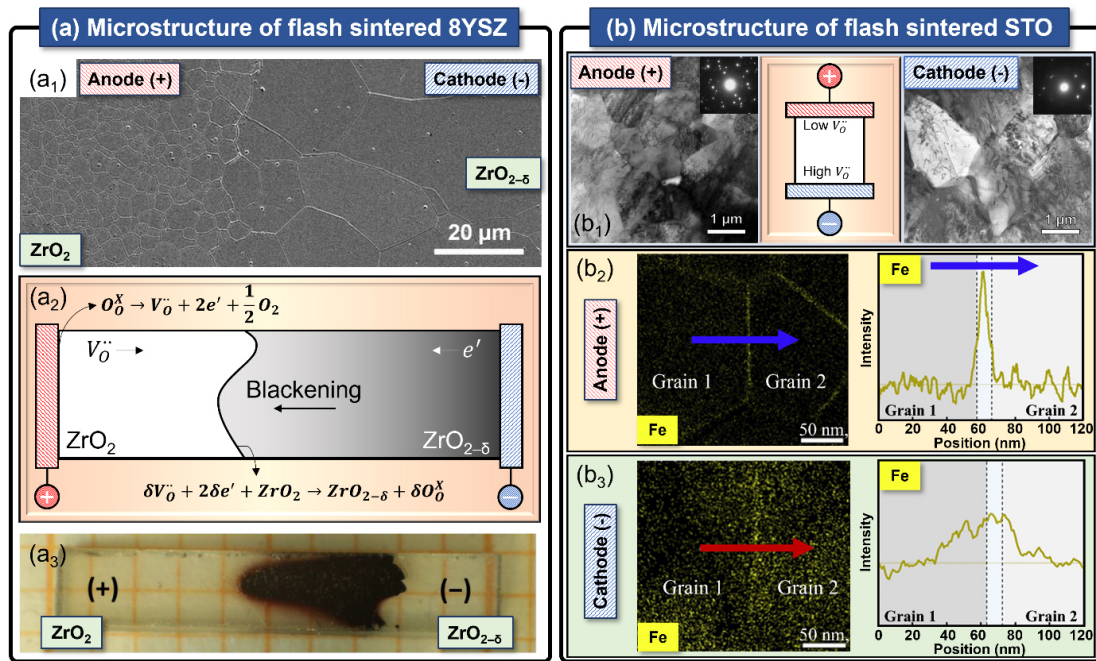 (a) Microstructure of flash sintered 8YSZ
(a₁)
Anode (+)
Cathode (-)
ZrO₂₋δ
ZrO₂
20 μm
(a₂)
O_O^X → V_O^¨ + 2e′ + 1/2 O₂
V_O^¨ →
← e′
Blackening
ZrO₂
ZrO₂₋δ
+
−
δV_O^¨ + 2δe′ + ZrO₂ → ZrO₂₋δ + δO_O^X
(a₃)
(+)
(−)
ZrO₂
ZrO₂₋δ
(b) Microstructure of flash sintered STO
Anode (+)
1 μm
(b₁)
+
Low V_O^¨
High V_O^¨
−
Cathode (-)
1 μm
(b₂)
Anode (+)
Grain 1
Grain 2
Fe
50 nm
Fe
Intensity
Grain 1
Grain 2
0 20 40 60 80 100 120
Position (nm)
(b₃)
Cathode (-)
Grain 1
Grain 2
Fe
50 nm
Fe
Intensity
Grain 1
Grain 2
0 20 40 60 80 100 120
Position (nm)